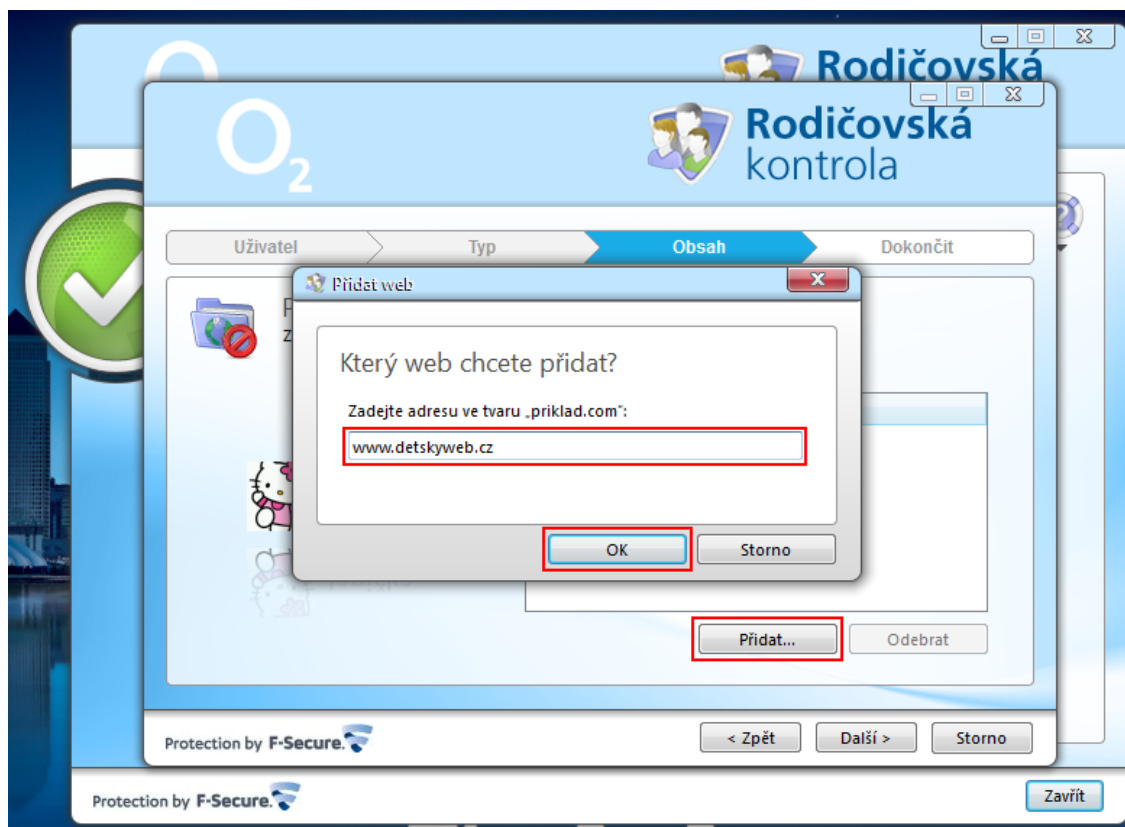 Rodičovská
O2
Rodičovská
kontrola
Uživatel
Typ
Obsah
Dokončit
Přidat web
Který web chcete přidat?
Zadejte adresu ve tvaru „priklad.com“:
www.detskyweb.cz
OK
Storno
Přidat...
Odebrat
Protection by F-Secure.
< Zpět
Další >
Storno
Protection by F-Secure.
Zavřít